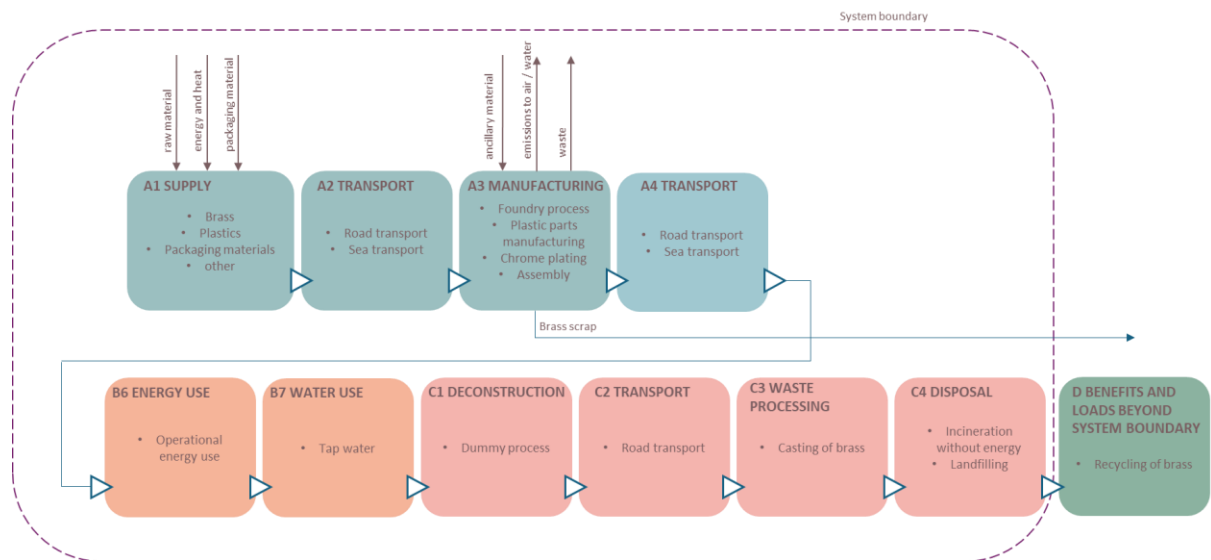 System boundary
raw material
energy and heat
packaging material
ancillary material
emissions to air / water
waste
A1 SUPPLY
• Brass
• Plastics
• Packaging materials
• other
A2 TRANSPORT
• Road transport
• Sea transport
A3 MANUFACTURING
• Foundry process
• Plastic parts
manufacturing
• Chrome plating
• Assembly
A4 TRANSPORT
• Road transport
• Sea transport
Brass scrap
B6 ENERGY USE
• Operational
energy use
B7 WATER USE
• Tap water
C1 DECONSTRUCTION
• Dummy process
C2 TRANSPORT
• Road transport
C3 WASTE
PROCESSING
• Casting of brass
C4 DISPOSAL
• Incineration
without energy
• Landfilling
D BENEFITS AND
LOADS BEYOND
SYSTEM BOUNDARY
• Recycling of brass